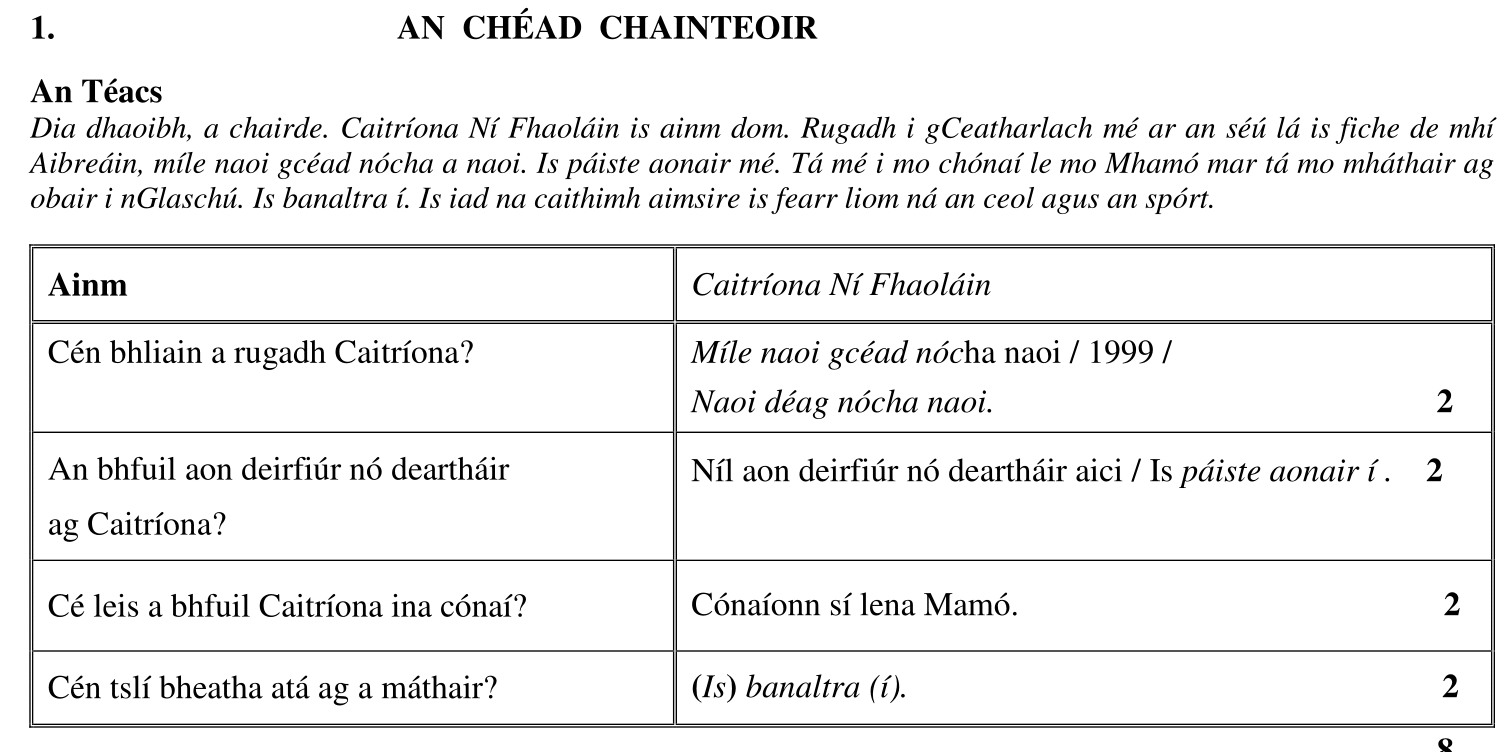 1. AN CHÉAD CHAINTEOIR
An Téacs
Dia dhaoibh, a chairde. Caitríona Ní Fhaoláin is ainm dom. Rugadh i gCeatharlach mé ar an séú lá is fiche de mhí
Aibreáin, míle naoi gcéad nócha a naoi. Is páiste aonair mé. Tá mé i mo chónaí le mo Mhamó mar tá mo mháthair ag
obair i nGlaschú. Is banaltra í. Is iad na caithimh aimsire is fearr liom ná an ceol agus an spórt.
Ainm
Caitríona Ní Fhaoláin
Cén bhliain a rugadh Caitríona?
Míle naoi gcéad nócha naoi / 1999 /
Naoi déag nócha naoi. 2
An bhfuil aon deirfiúr nó deartháir
ag Caitríona?
Níl aon deirfiúr nó deartháir aici / Is páiste aonair í . 2
Cé leis a bhfuil Caitríona ina cónaí?
Cónaíonn sí lena Mamó. 2
Cén tslí bheatha atá ag a máthair?
(Is) banaltra (í). 2
8